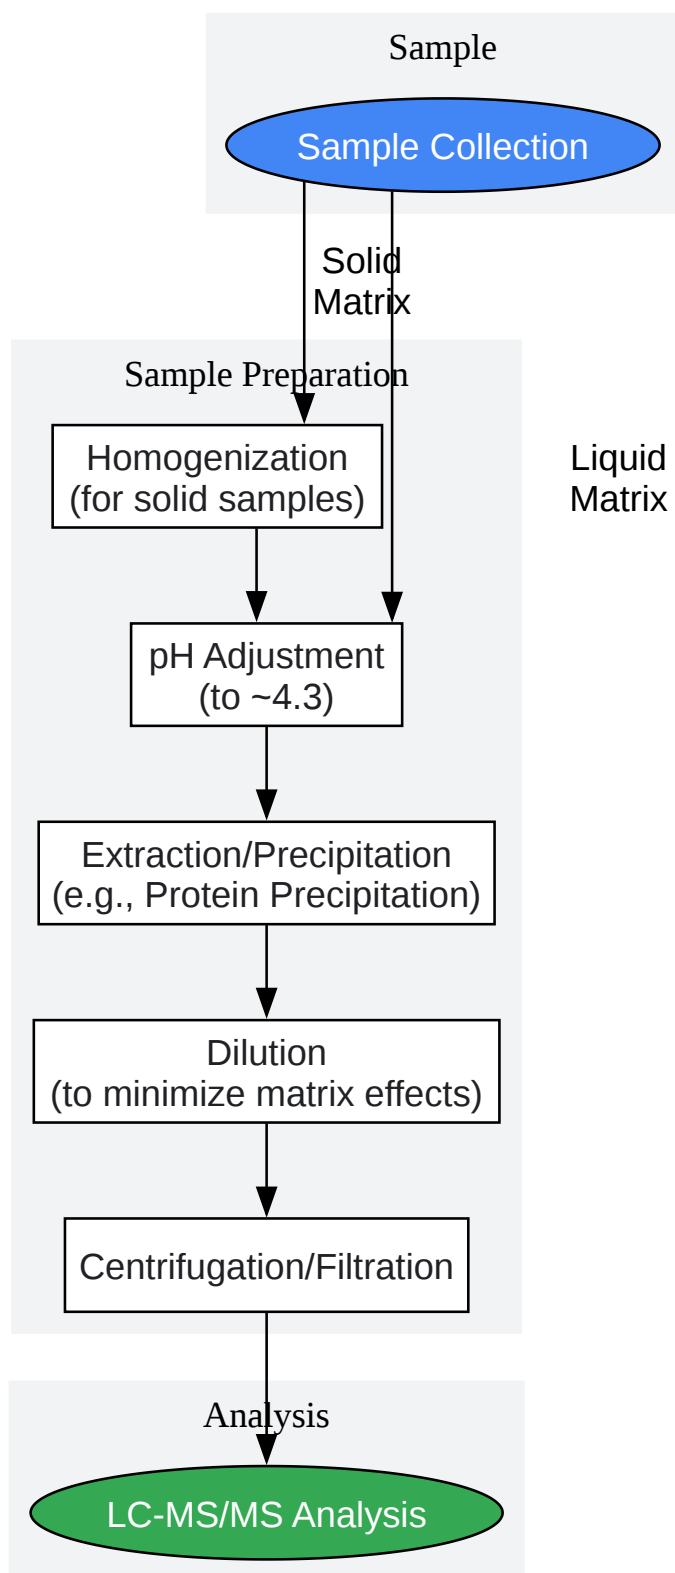 Sample
Sample Collection
Solid
Matrix
Sample Preparation
Homogenization
(for solid samples)
Liquid
Matrix
pH Adjustment
(to ~4.3)
Extraction/Precipitation
(e.g., Protein Precipitation)
Dilution
(to minimize matrix effects)
Centrifugation/Filtration
Analysis
LC-MS/MS Analysis